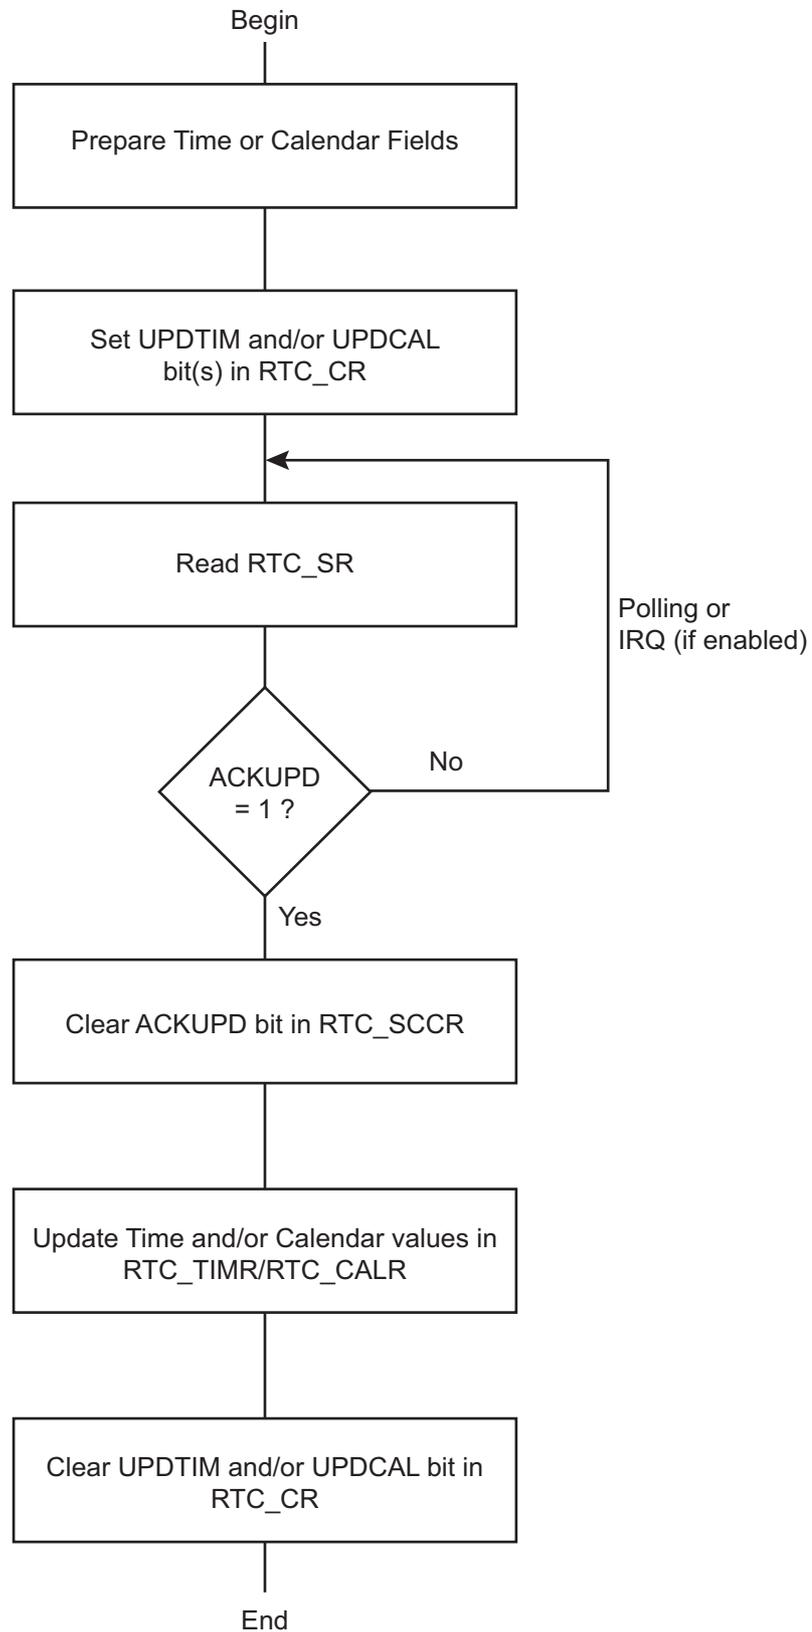 Begin
Prepare Time or Calendar Fields
Set UPDTIM and/or UPDCAL
bit(s) in RTC_CR
Read RTC_SR
Polling or
IRQ (if enabled)
ACKUPD
= 1 ?
No
Yes
Clear ACKUPD bit in RTC_SCCR
Update Time and/or Calendar values in
RTC_TIMR/RTC_CALR
Clear UPDTIM and/or UPDCAL bit in
RTC_CR
End